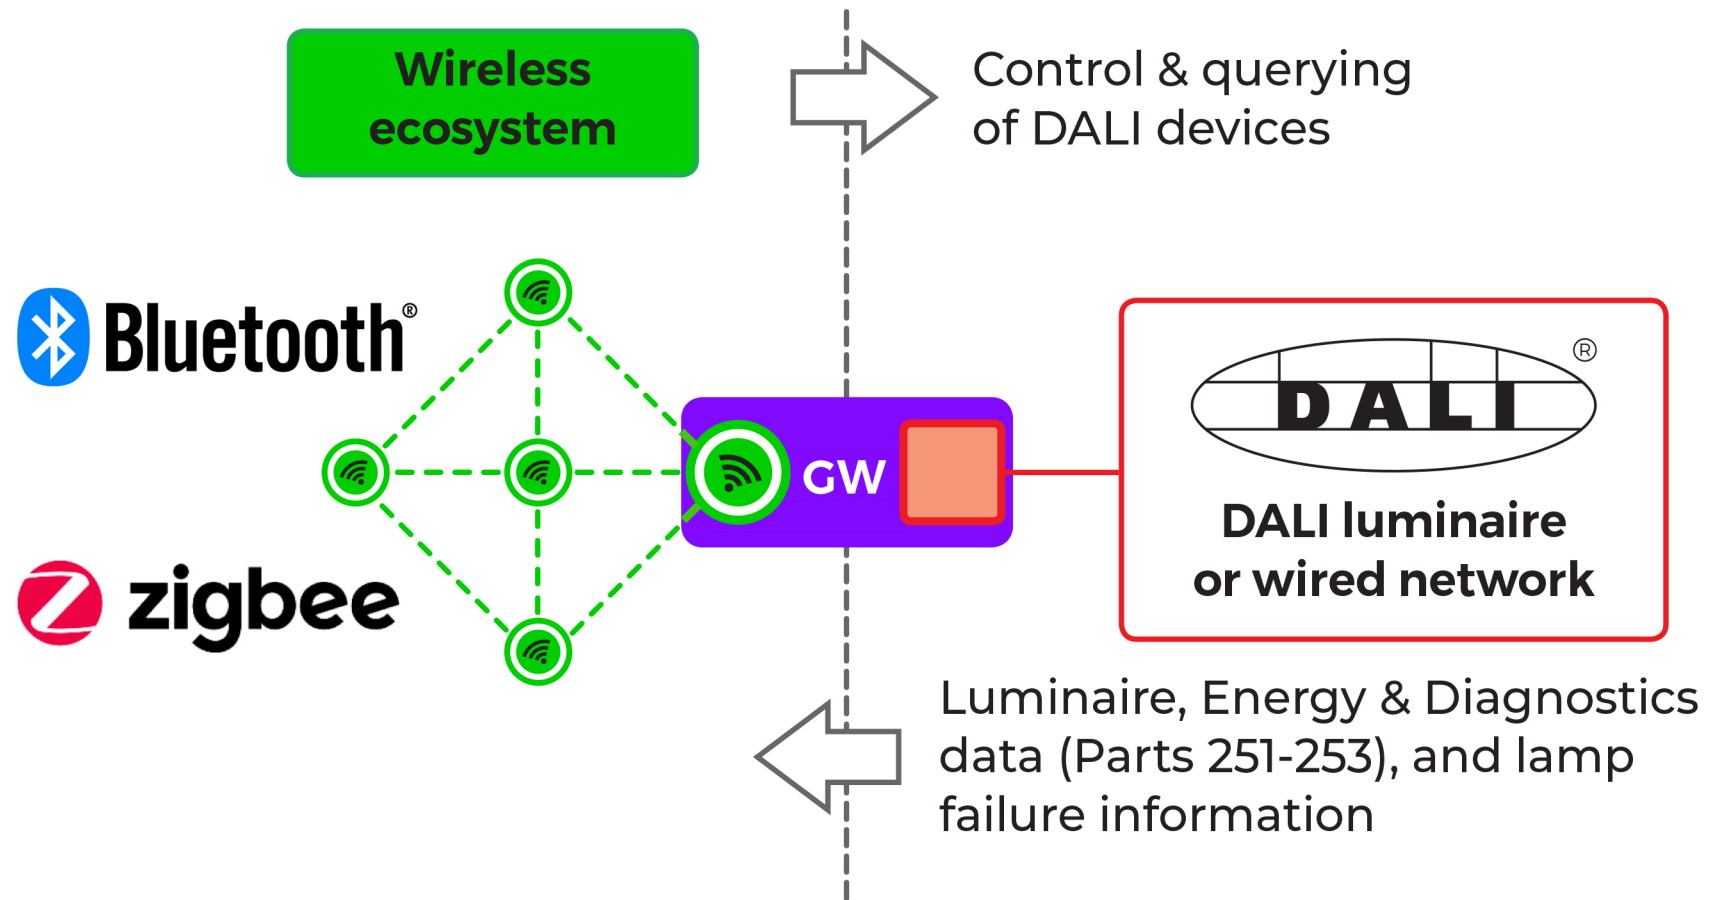 Wireless
ecosystem
Control & querying
of DALI devices
Bluetooth®
zigbee
GW
DALI ®
DALI luminaire
or wired network
Luminaire, Energy & Diagnostics
data (Parts 251-253), and lamp
failure information